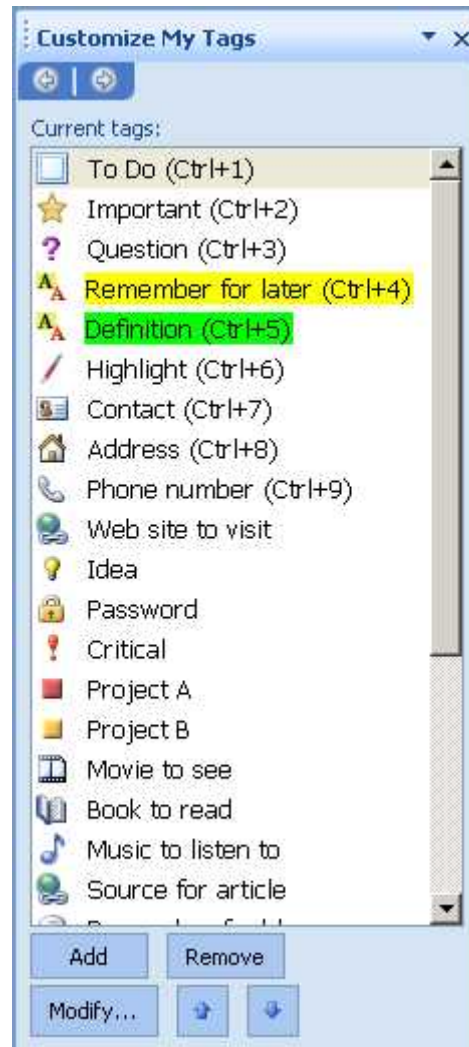 Customize My Tags
Current tags:
To Do (Ctrl+1)
Important (Ctrl+2)
Question (Ctrl+3)
Remember for later (Ctrl+4)
Definition (Ctrl+5)
Highlight (Ctrl+6)
Contact (Ctrl+7)
Address (Ctrl+8)
Phone number (Ctrl+9)
Web site to visit
Idea
Password
Critical
Project A
Project B
Movie to see
Book to read
Music to listen to
Source for article
Add Remove
Modify...